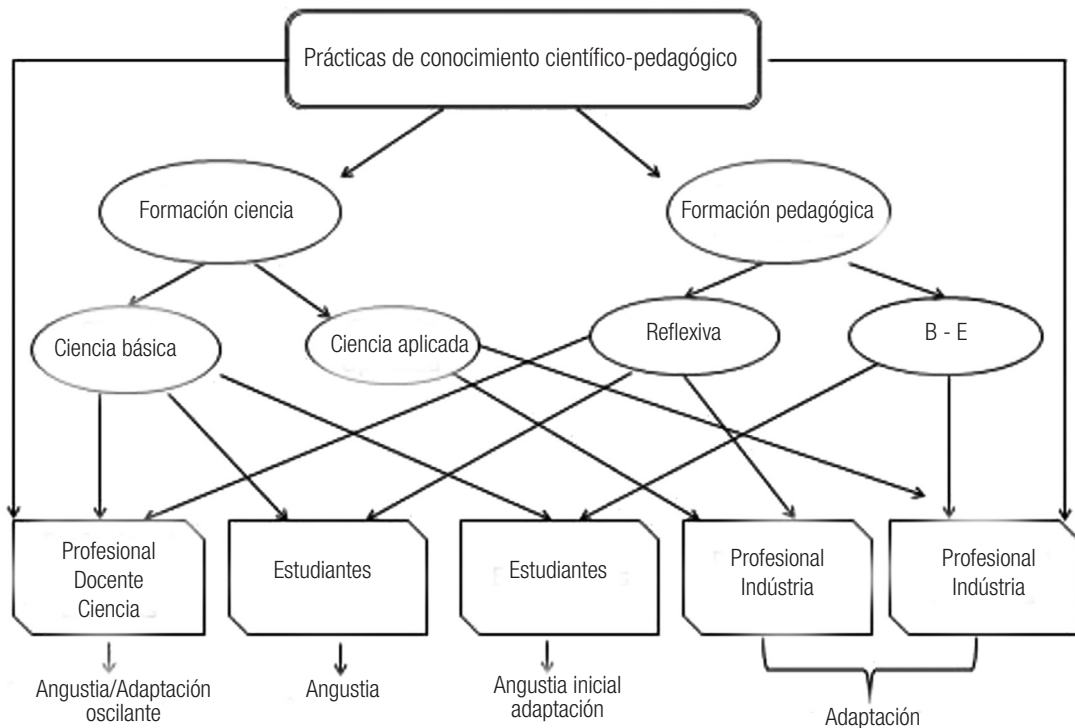 Prácticas de conocimiento científico-pedagógico
Formación ciencia
Formación pedagógica
Ciencia básica
Ciencia aplicada
Reflexiva
B - E
Profesional
Docente
Ciencia
Estudiantes
Estudiantes
Profesional
Indústria
Profesional
Indústria
Angustia/Adaptación
oscilante
Angustia
Angustia inicial
adaptación
Adaptación